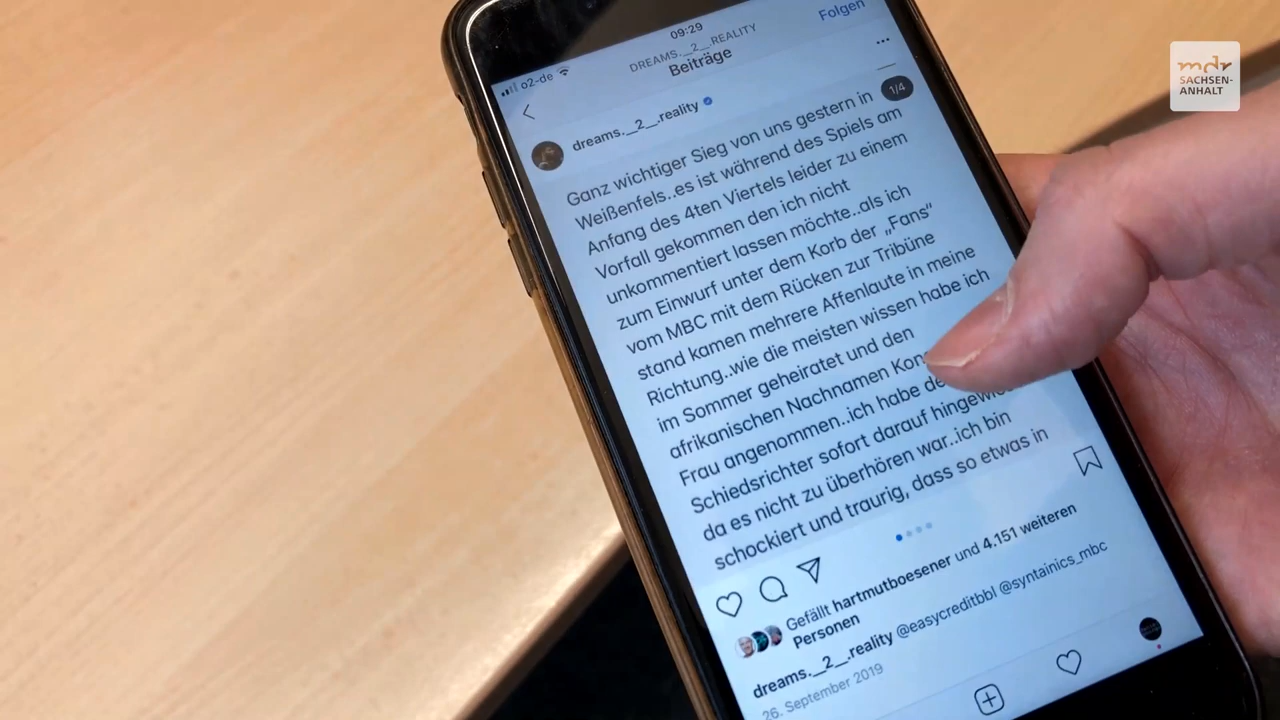 mdr
SACHSEN-
ANHALT
o2-de
09:29
DREAMS._2_.REALITY
Beiträge
Folgen
dreams._2_.reality
1/4
Ganz wichtiger Sieg von uns gestern in
Weißenfels..es ist während des Spiels am
Anfang des 4ten Viertels leider zu einem
Vorfall gekommen den ich nicht
unkommentiert lassen möchte..als ich
zum Einwurf unter dem Korb der „Fans“
vom MBC mit dem Rücken zur Tribüne
stand kamen mehrere Affenlaute in meine
Richtung..wie die meisten wissen habe ich
im Sommer geheiratet und den
afrikanischen Nachnamen
Frau angenommen..ich habe
Schiedsrichter sofort darauf
da es nicht zu überhören war..ich bin
schockiert und traurig, dass so etwas in
Gefällt hartmutboesener und 4.151 weiteren
Personen
dreams._2_.reality @easycreditbbl @syntainics_mbc
26. September 2019